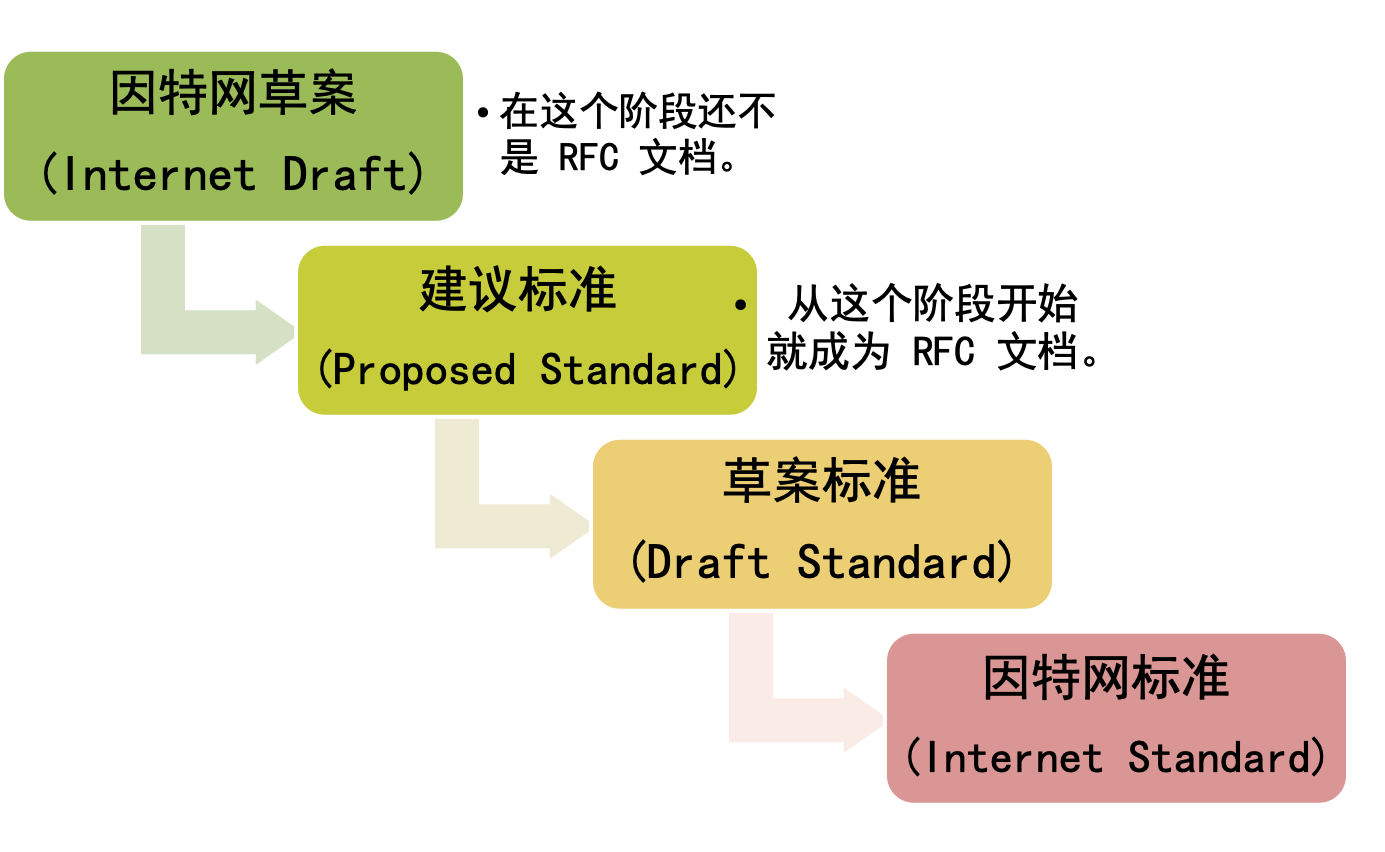 因特网草案
(Internet Draft)
• 在这个阶段还不
是 RFC 文档。
建议标准
(Proposed Standard)
• 从这个阶段开始
就成为 RFC 文档。
草案标准
(Draft Standard)
因特网标准
(Internet Standard)